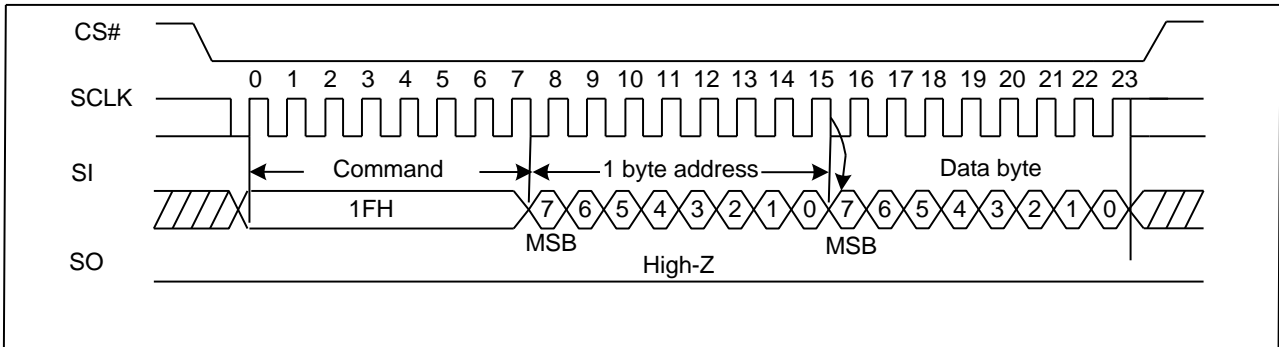 CS#
0 1 2 3 4 5 6 7 8 9 10 11 12 13 14 15 16 17 18 19 20 21 22 23
SCLK
SI Command 1 byte address Data byte
1FH 7 6 5 4 3 2 1 0 7 6 5 4 3 2 1 0
MSB MSB
SO High-Z